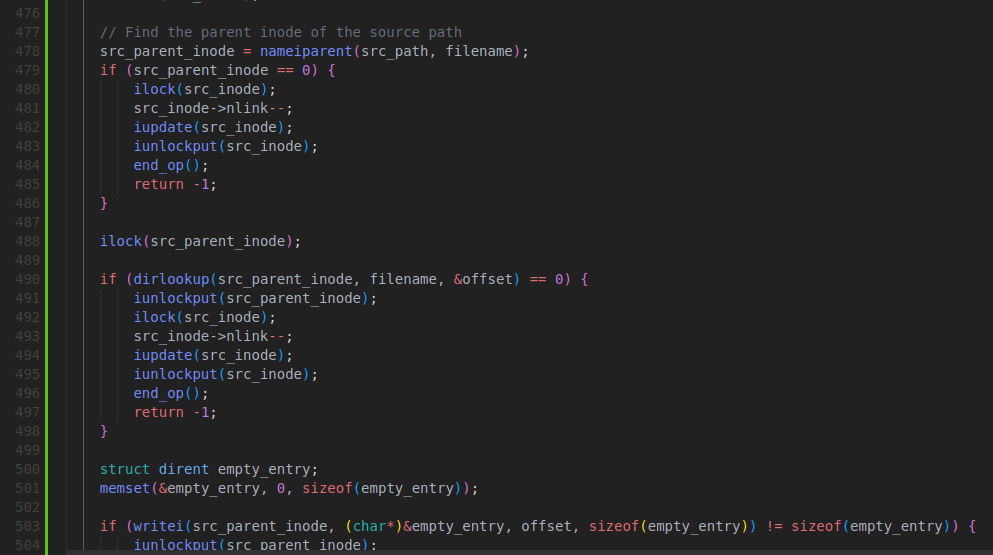 476
477 // Find the parent inode of the source path
478 src_parent_inode = nameiparent(src_path, filename);
479 if (src_parent_inode == 0) {
480 ilock(src_inode);
481 src_inode->nlink--;
482 iupdate(src_inode);
483 iunlockput(src_inode);
484 end_op();
485 return -1;
486 }
487
488 ilock(src_parent_inode);
489
490 if (dirlookup(src_parent_inode, filename, &offset) == 0) {
491 iunlockput(src_parent_inode);
492 ilock(src_inode);
493 src_inode->nlink--;
494 iupdate(src_inode);
495 iunlockput(src_inode);
496 end_op();
497 return -1;
498 }
499
500 struct dirent empty_entry;
501 memset(&empty_entry, 0, sizeof(empty_entry));
502
503 if (writei(src_parent_inode, (char*)&empty_entry, offset, sizeof(empty_entry)) != sizeof(empty_entry)) {
504 iunlockput(src_parent_inode);